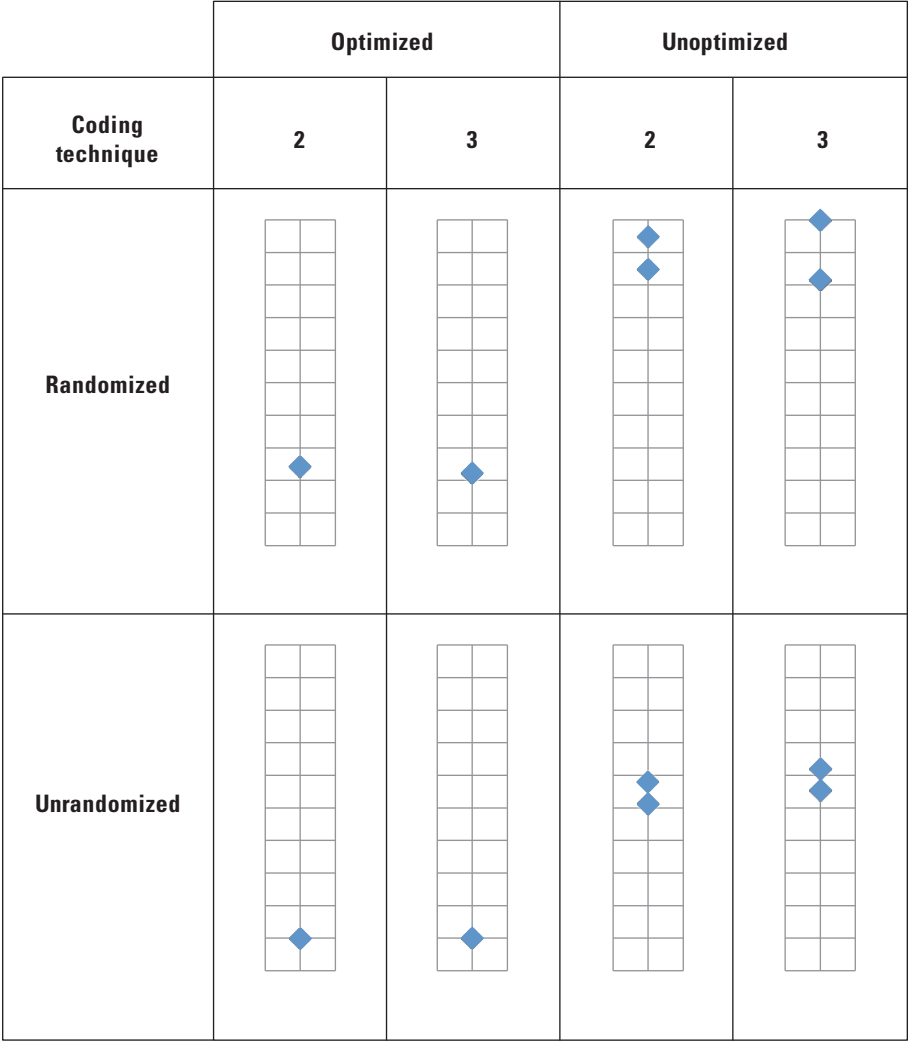 Optimized Unoptimized
Coding
technique
2 3 2 3
Randomized
Unrandomized